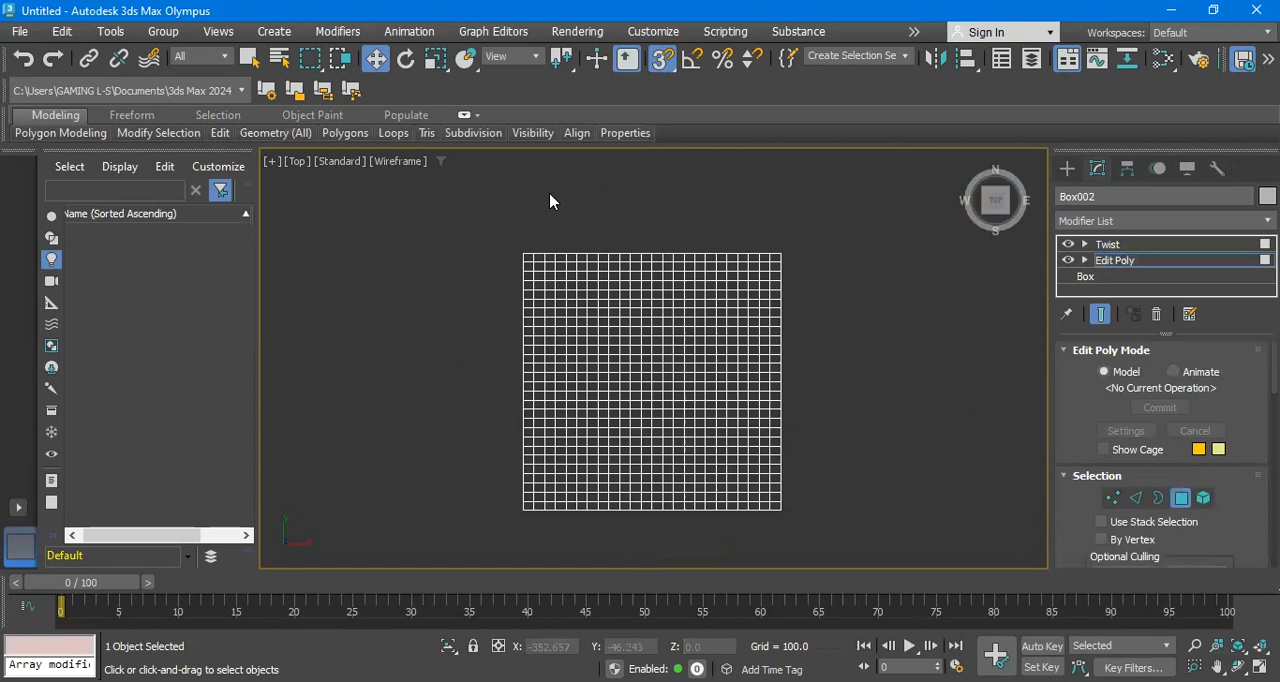 Untitled - Autodesk 3ds Max Olympus
File Edit Tools Group Views Create Modifiers Animation Graph Editors Rendering Customize Scripting Substance Sign In Workspaces: Default
All View Create Selection Se
C:\Users\GAMING L-S\Documents\3ds Max 2024
Modeling Freeform Selection Object Paint Populate
Polygon Modeling Modify Selection Edit Geometry (All) Polygons Loops Tris Subdivision Visibility Align Properties
Select Display Edit Customize
[+] [Top] [Standard] [Wireframe]
Name (Sorted Ascending)
N
W TOP E
S
Box002
Modifier List
Twist
Edit Poly
Box
Edit Poly Mode
Model Animate
<No Current Operation>
Commit
Settings Cancel
Show Cage
Selection
Use Stack Selection
By Vertex
Optional Culling
Y
Default
0 / 100
0 5 10 15 20 25 30 35 40 45 50 55 60 65 70 75 80 85 90 95 100
1 Object Selected X: -352.657 Y: -46.243 Z: 0.0 Grid = 100.0 Auto Key Selected
Array modifi Click or click-and-drag to select objects Enabled: 0 Add Time Tag 0 Set Key Key Filters...